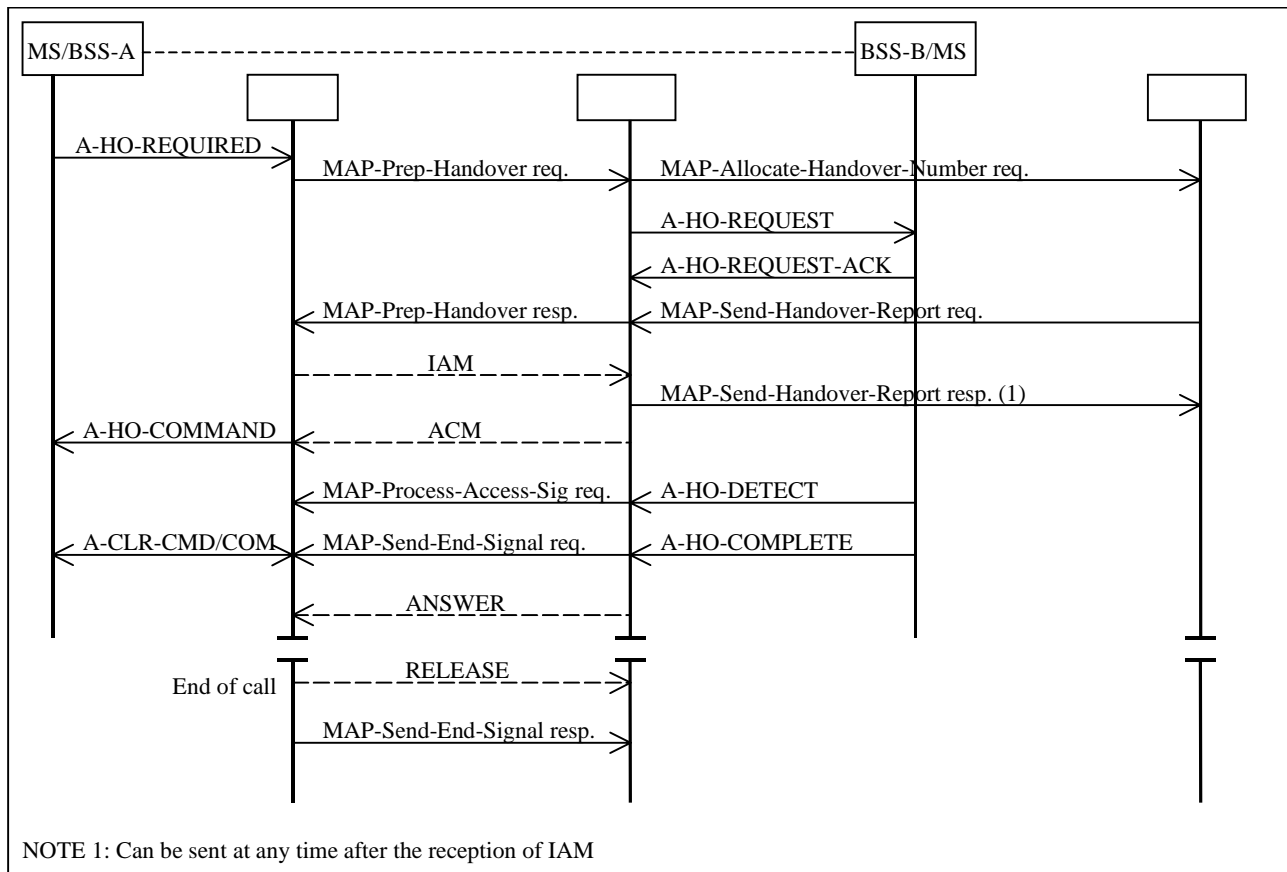 MS/BSS-A
BSS-B/MS
A-HO-REQUIRED
MAP-Prep-Handover req.
MAP-Allocate-Handover-Number req.
A-HO-REQUEST
A-HO-REQUEST-ACK
MAP-Prep-Handover resp.
MAP-Send-Handover-Report req.
IAM
MAP-Send-Handover-Report resp. (1)
A-HO-COMMAND
ACM
MAP-Process-Access-Sig req.
A-HO-DETECT
A-CLR-CMD/COM
MAP-Send-End-Signal req.
A-HO-COMPLETE
ANSWER
RELEASE
End of call
MAP-Send-End-Signal resp.
NOTE 1: Can be sent at any time after the reception of IAM